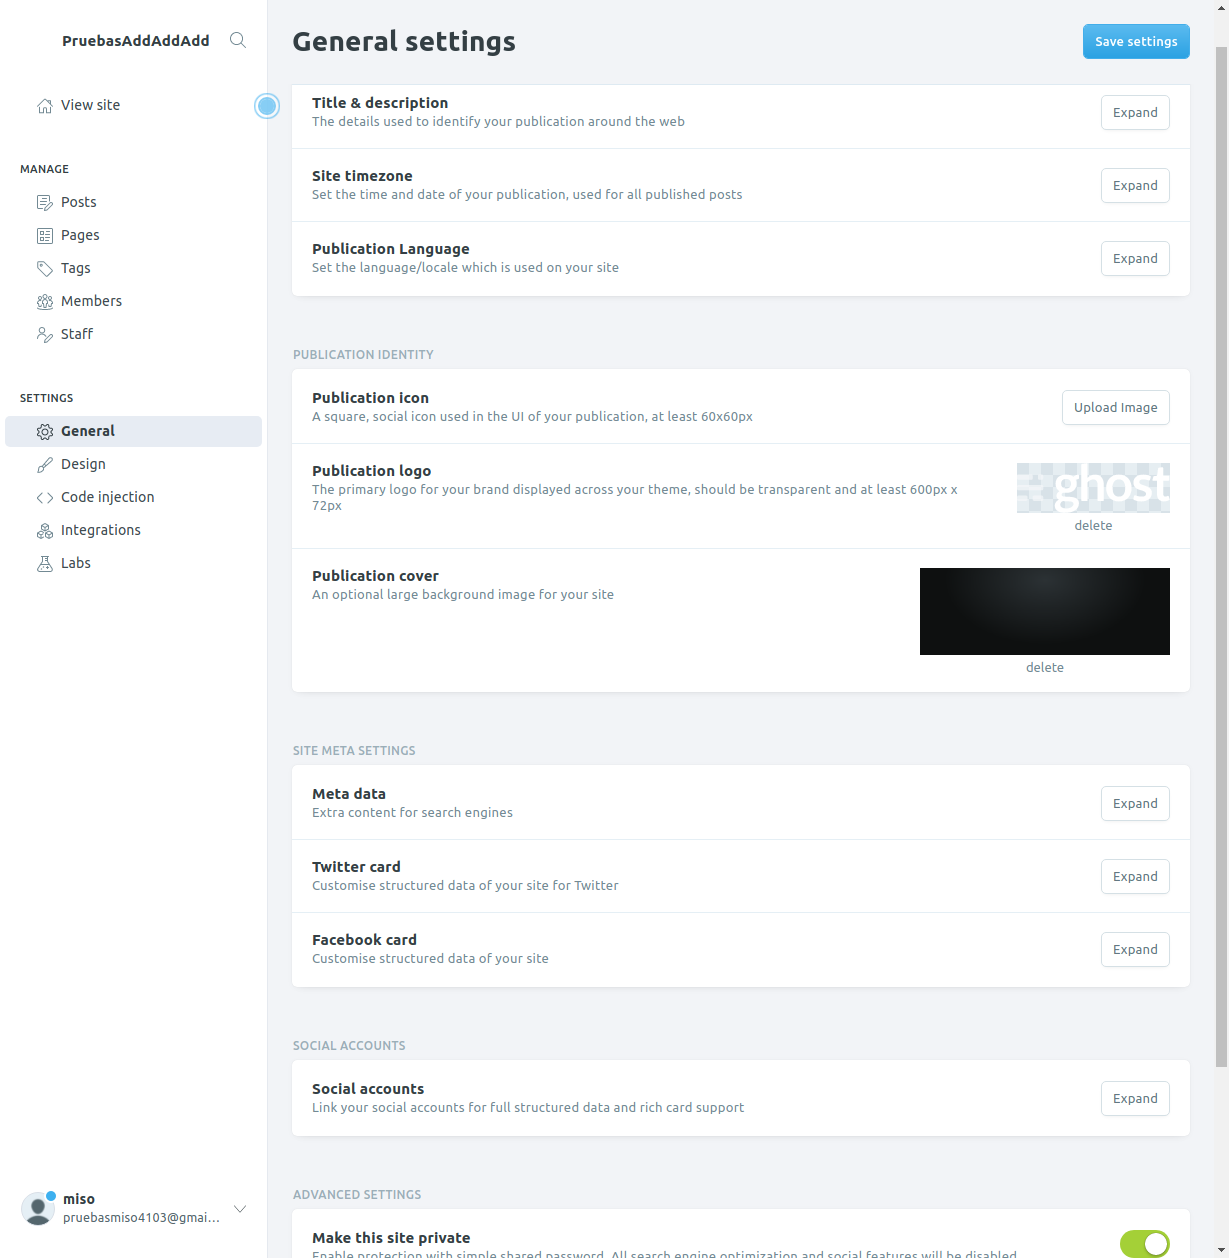 PruebasAddAddAdd
View site
MANAGE
Posts
Pages
Tags
Members
Staff
SETTINGS
General
Design
Code injection
Integrations
Labs
miso
pruebasmiso4103@gmai...
General settings
Save settings
Title & description
The details used to identify your publication around the web
Expand
Site timezone
Set the time and date of your publication, used for all published posts
Expand
Publication Language
Set the language/locale which is used on your site
Expand
PUBLICATION IDENTITY
Publication icon
A square, social icon used in the UI of your publication, at least 60x60px
Upload Image
Publication logo
The primary logo for your brand displayed across your theme, should be transparent and at least 600px x
72px
ghost
delete
Publication cover
An optional large background image for your site
delete
SITE META SETTINGS
Meta data
Extra content for search engines
Expand
Twitter card
Customise structured data of your site for Twitter
Expand
Facebook card
Customise structured data of your site
Expand
SOCIAL ACCOUNTS
Social accounts
Link your social accounts for full structured data and rich card support
Expand
ADVANCED SETTINGS
Make this site private
Enable protection with simple shared password. All search engine optimization and social features will be disabled.